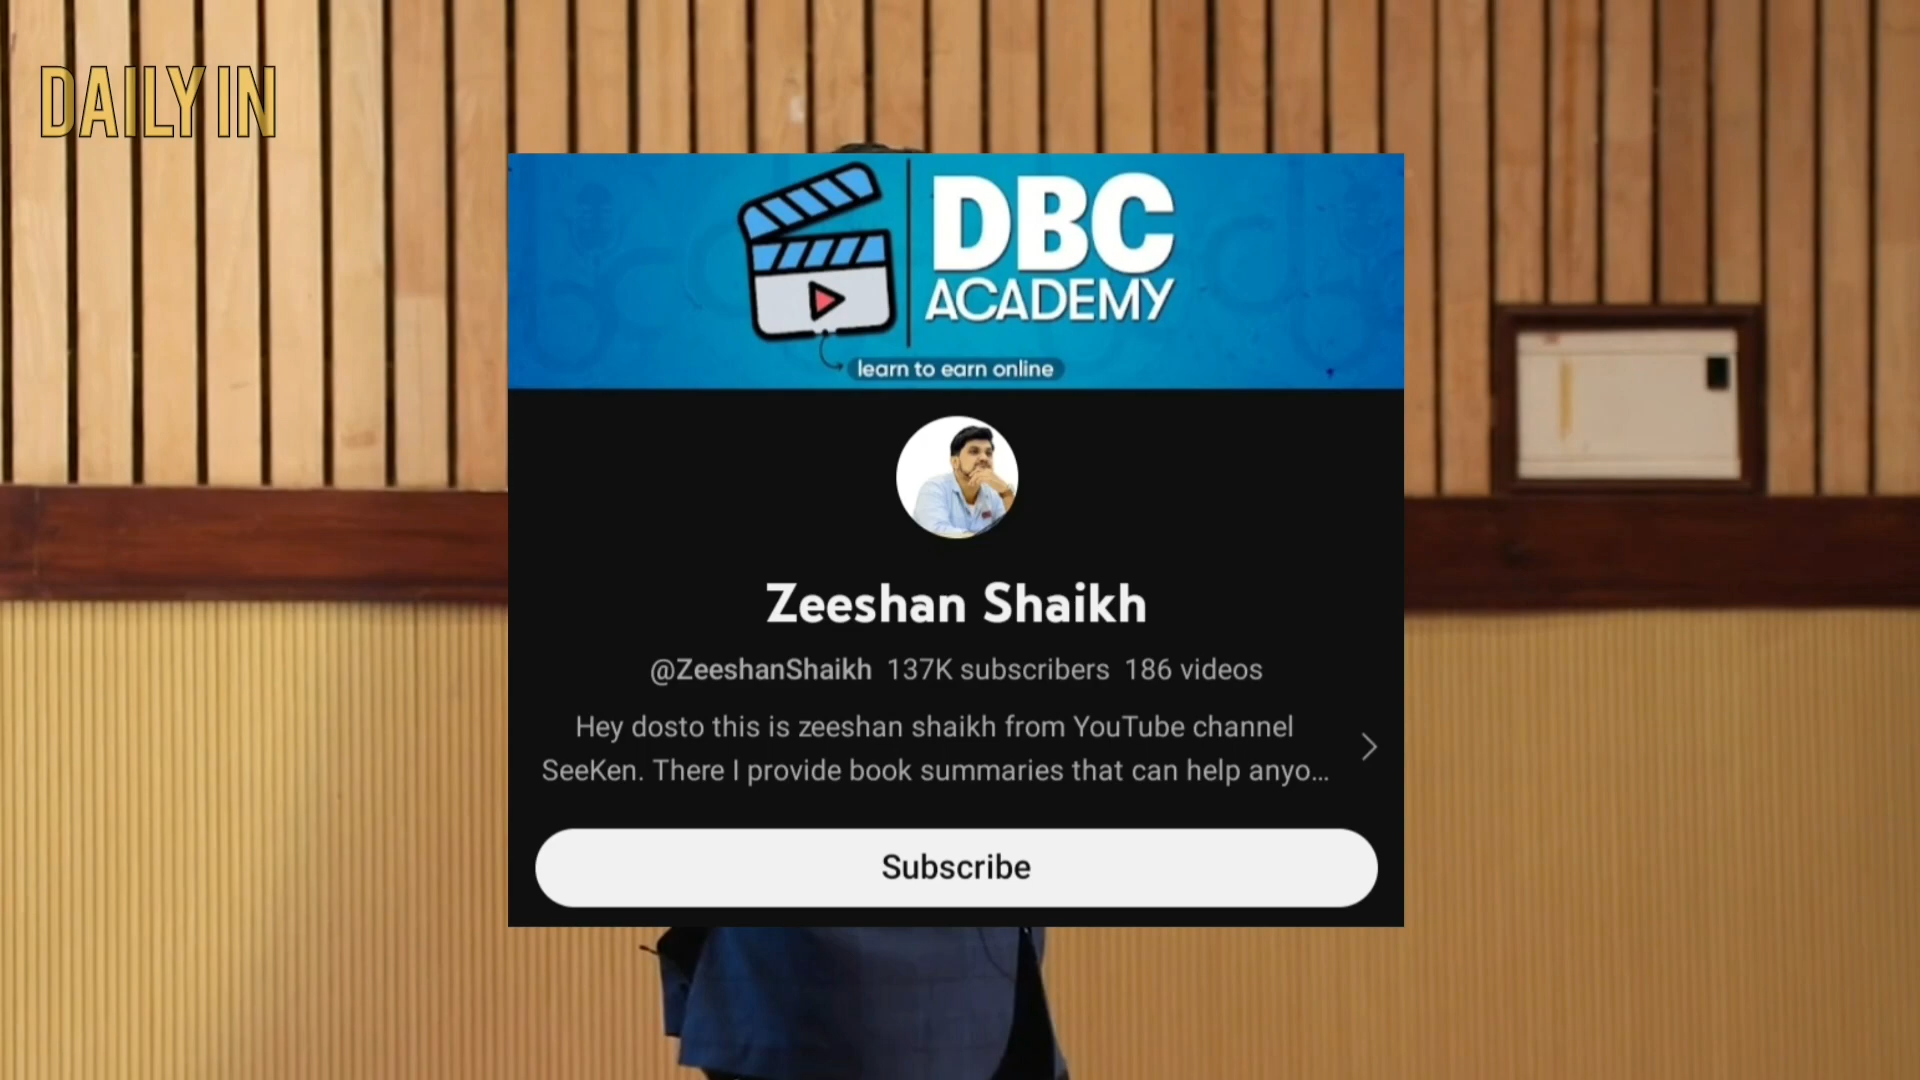 DAILY IN
DBC
ACADEMY
learn to earn online
Zeeshan Shaikh
@ZeeshanShaikh 137K subscribers 186 videos
Hey dosto this is zeeshan shaikh from YouTube channel
SeeKen. There I provide book summaries that can help anyo...
Subscribe